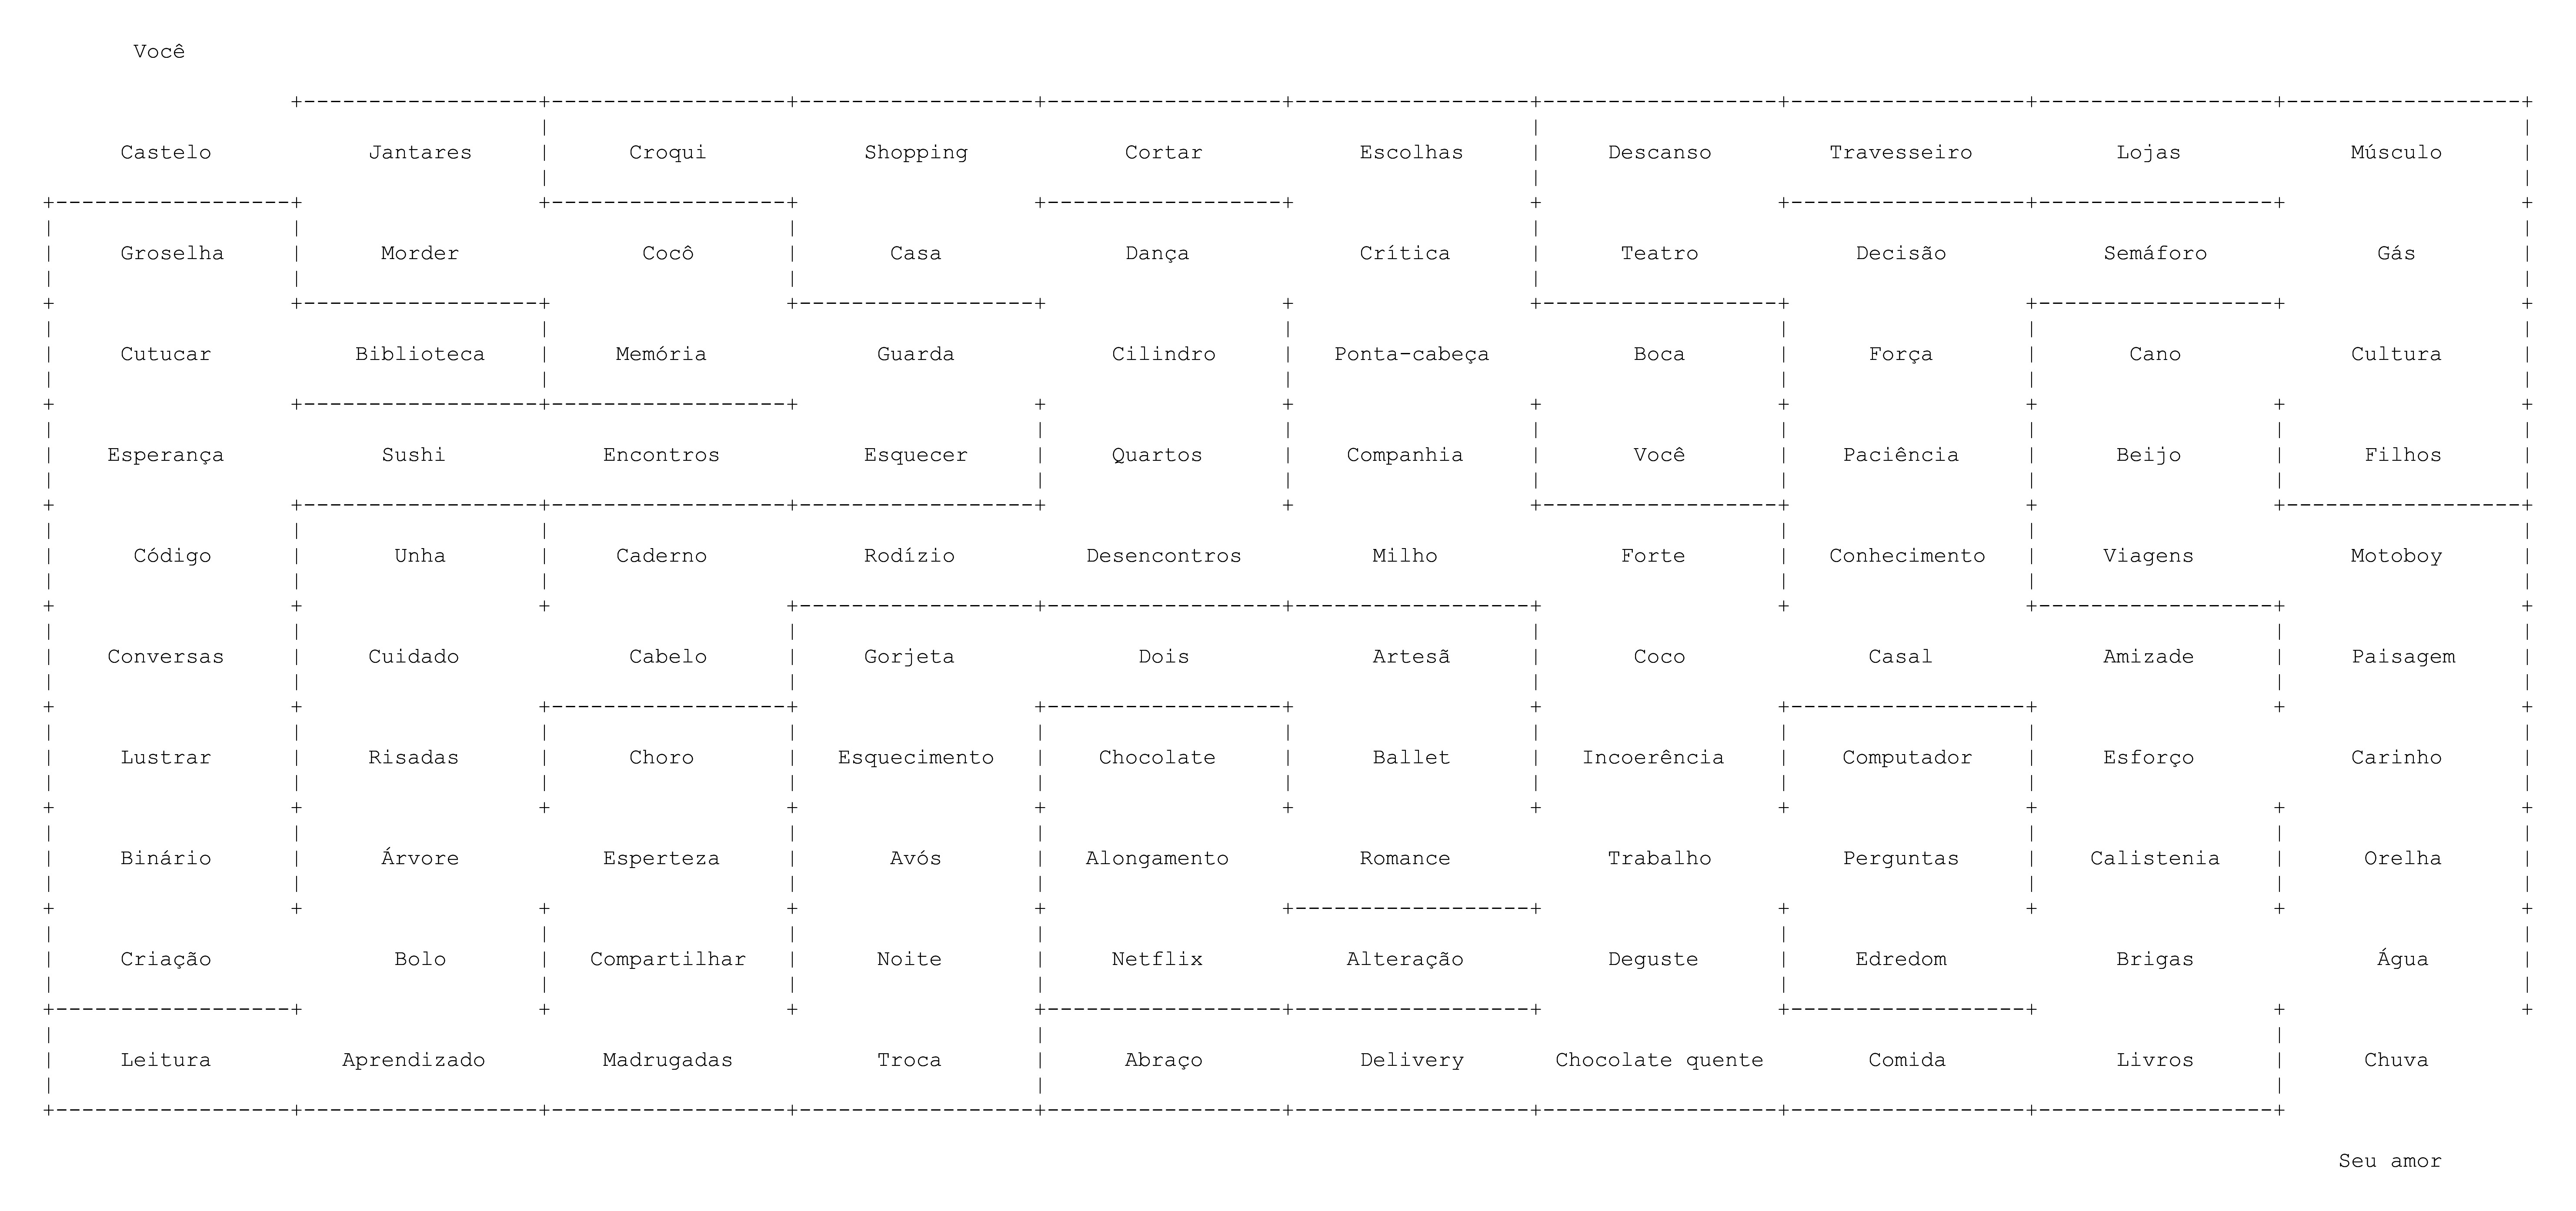 Você
Castelo Jantares Croqui Shopping Cortar Escolhas Descanso Travesseiro Lojas Músculo
Groselha Morder Cocô Casa Dança Crítica Teatro Decisão Semáforo Gás
Cutucar Biblioteca Memória Guarda Cilindro Ponta-cabeça Boca Força Cano Cultura
Esperança Sushi Encontros Esquecer Quartos Companhia Você Paciência Beijo Filhos
Código Unha Caderno Rodízio Desencontros Milho Forte Conhecimento Viagens Motoboy
Conversas Cuidado Cabelo Gorjeta Dois Artesã Coco Casal Amizade Paisagem
Lustrar Risadas Choro Esquecimento Chocolate Ballet Incoerência Computador Esforço Carinho
Binário Árvore Esperteza Avós Alongamento Romance Trabalho Perguntas Calistenia Orelha
Criação Bolo Compartilhar Noite Netflix Alteração Deguste Edredom Brigas Água
Leitura Aprendizado Madrugadas Troca Abraço Delivery Chocolate quente Comida Livros Chuva
Seu amor